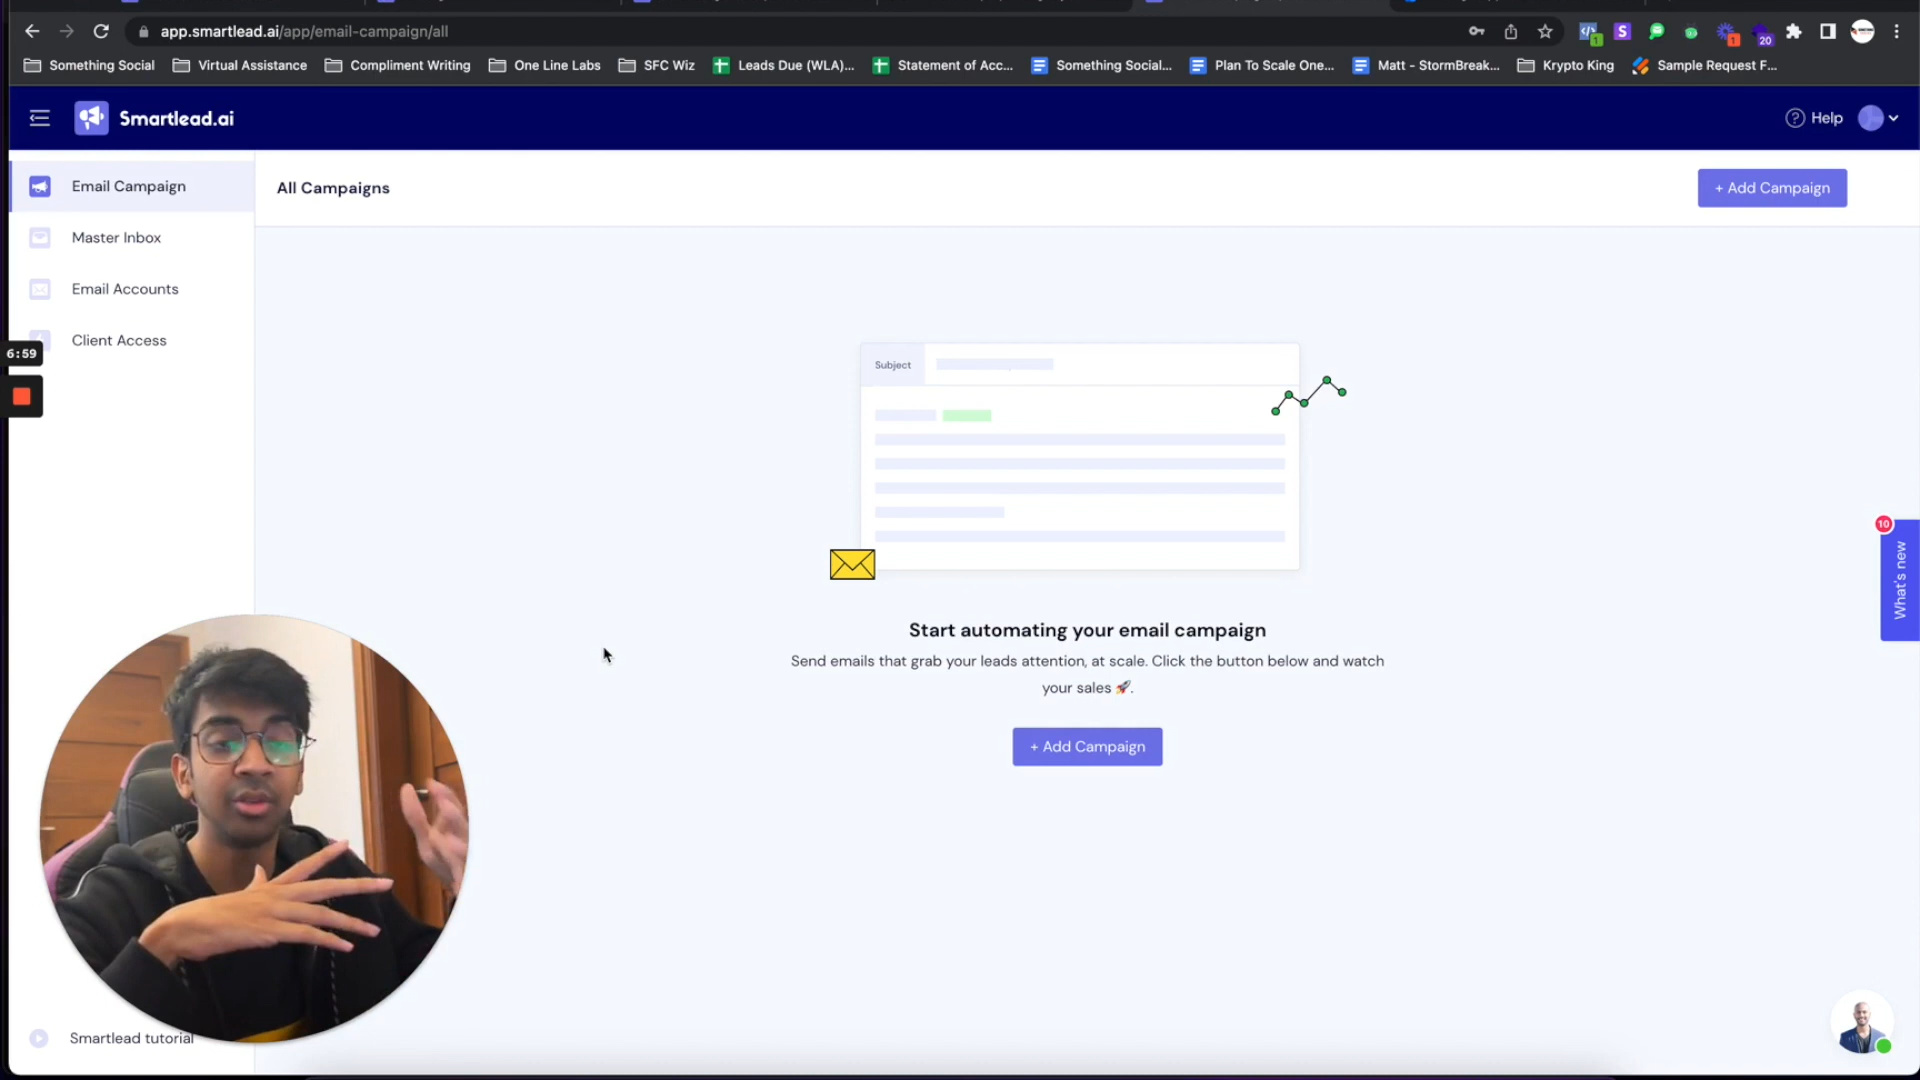 app.smartlead.ai/app/email-campaign/all
1
1
20
Something Social
Virtual Assistance
Compliment Writing
One Line Labs
SFC Wiz
Leads Due (WLA)...
Statement of Acc...
Something Social...
Plan To Scale One...
Matt - StormBreak...
Krypto King
Sample Request F...
Smartlead.ai
Help
Email Campaign
Master Inbox
Email Accounts
Client Access
6:59
All Campaigns
+ Add Campaign
Subject
10
What's new
Start automating your email campaign
Send emails that grab your leads attention, at scale. Click the button below and watch
your sales 🚀.
+ Add Campaign
Smartlead tutorial